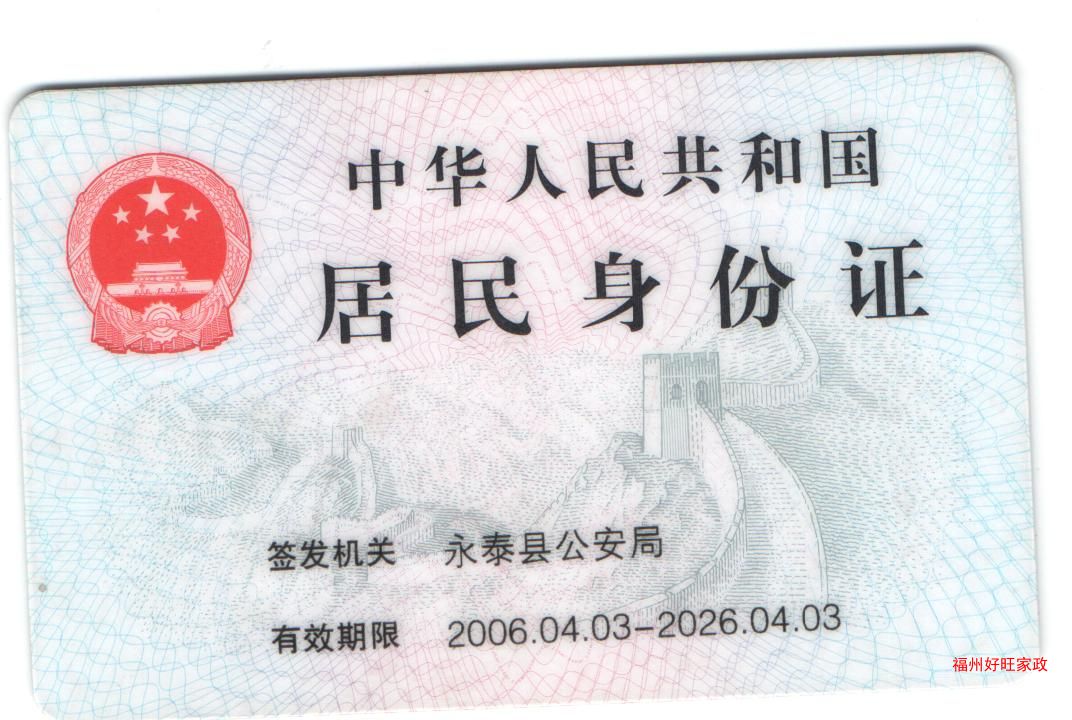 中华人民共和国
居民身份证
签发机关 永泰县公安局
有效期限 2006.04.03-2026.04.03
福州好旺家政